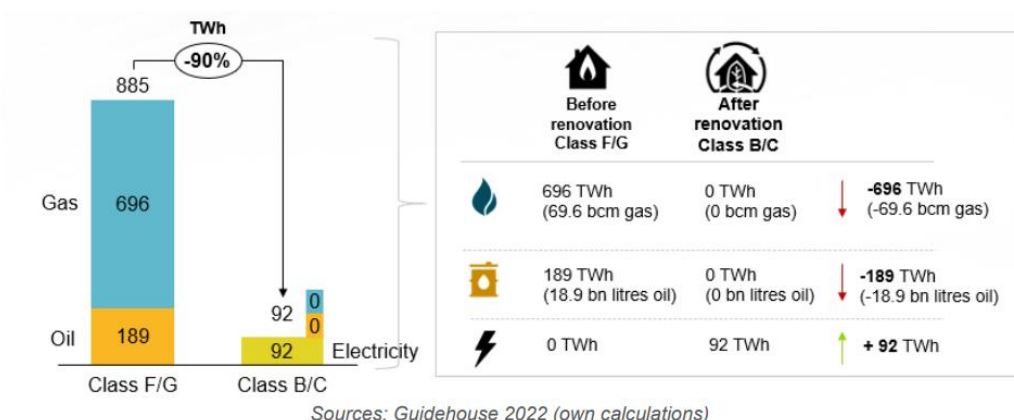 TWh
-90%
885
Gas
696
Oil
189
92
0
0
92
Electricity
Class F/G
Class B/C
Before
renovation
Class F/G
After
renovation
Class B/C
696 TWh
(69.6 bcm gas)
0 TWh
(0 bcm gas)
-696 TWh
(-69.6 bcm gas)
189 TWh
(18.9 bn litres oil)
0 TWh
(0 bn litres oil)
-189 TWh
(-18.9 bn litres oil)
0 TWh
92 TWh
+ 92 TWh
Sources: Guidehouse 2022 (own calculations)